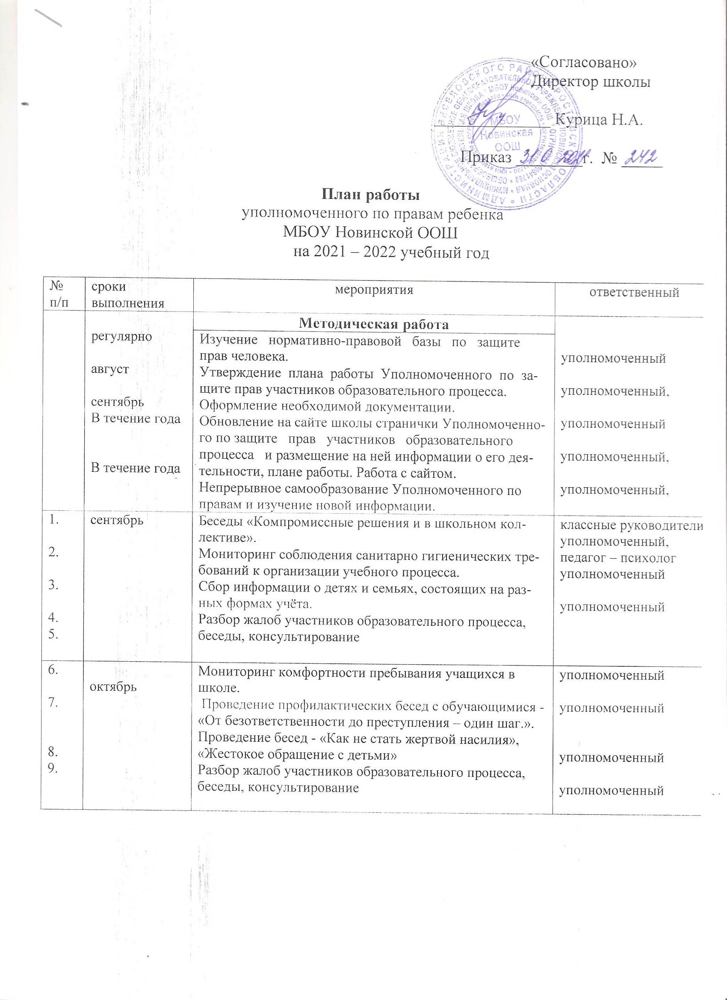 «Согласовано»
Директор школы
Курица Н.А.
Приказ 31 2021г. № 242
МБОУ
Новинская
ООШ
План работы
уполномоченного по правам ребенка
МБОУ Новинской ООШ
на 2021 – 2022 учебный год
№ п/п
сроки выполнения
мероприятия
ответственный
Методическая работа
регулярно
Изучение нормативно-правовой базы по защите
прав человека.
уполномоченный
август
Утверждение плана работы Уполномоченного по за-
щите прав участников образовательного процесса.
уполномоченный,
сентябрь
Оформление необходимой документации.
В течение года
Обновление на сайте школы странички Уполномоченно-
уполномоченный
го по защите прав участников образовательного
процесса и размещение на ней информации о его дея-
уполномоченный,
В течение года
тельности, плане работы. Работа с сайтом.
Непрерывное самообразование Уполномоченного по
уполномоченный,
правам и изучение новой информации.
1.
сентябрь
Беседы «Компромиссные решения и в школьном кол-
классные руководители
лективе».
уполномоченный,
2.
Мониторинг соблюдения санитарно гигиенических тре-
педагог – психолог
бований к организации учебного процесса.
уполномоченный
3.
Сбор информации о детях и семьях, состоящих на раз-
ных формах учёта.
уполномоченный
4.
Разбор жалоб участников образовательного процесса,
5.
беседы, консультирование
6.
Мониторинг комфортности пребывания учащихся в
уполномоченный
октябрь
школе.
7.
Проведение профилактических бесед с обучающимися -
уполномоченный
«От безответственности до преступления – один шаг.».
Проведение бесед - «Как не стать жертвой насилия»,
8.
«Жестокое обращение с детьми»
уполномоченный
9.
Разбор жалоб участников образовательного процесса,
беседы, консультирование
уполномоченный